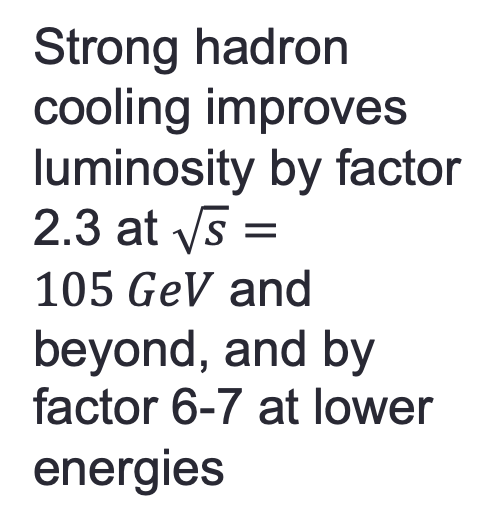 Strong hadron
cooling improves
luminosity by factor
2.3 at √s =
105 GeV and
beyond, and by
factor 6-7 at lower
energies